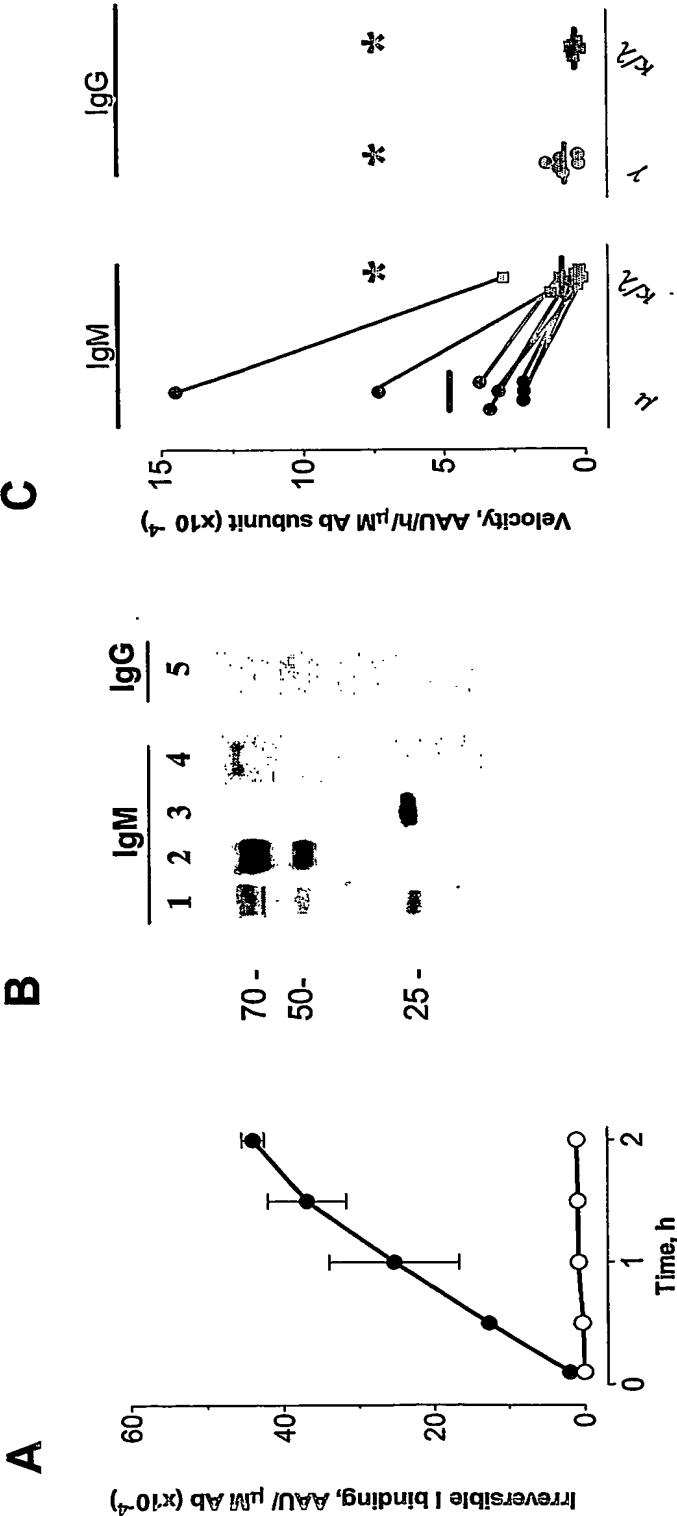 A
Irreversible I binding, AAU/ μM Ab (x10-4)
60
40
20
0
0
1
2
Time, h
B
IgM
IgG
1 2 3 4 5
70 -
50-
25 -
C
IgM
IgG
Velocity, AAU/h/μM Ab subunit (x10-4)
15
10
5
0
*
*
*
μ
κ/λ
γ
κ/λ